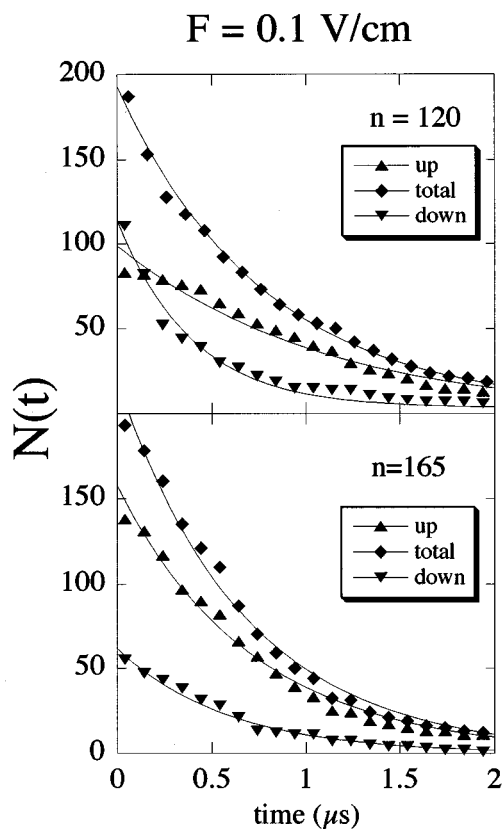 F = 0.1 V/cm
200
n = 120
up
total
down
150
100
50
N(t)
n=165
up
total
down
150
100
50
0
0
0.5
1
1.5
2
time (μs)